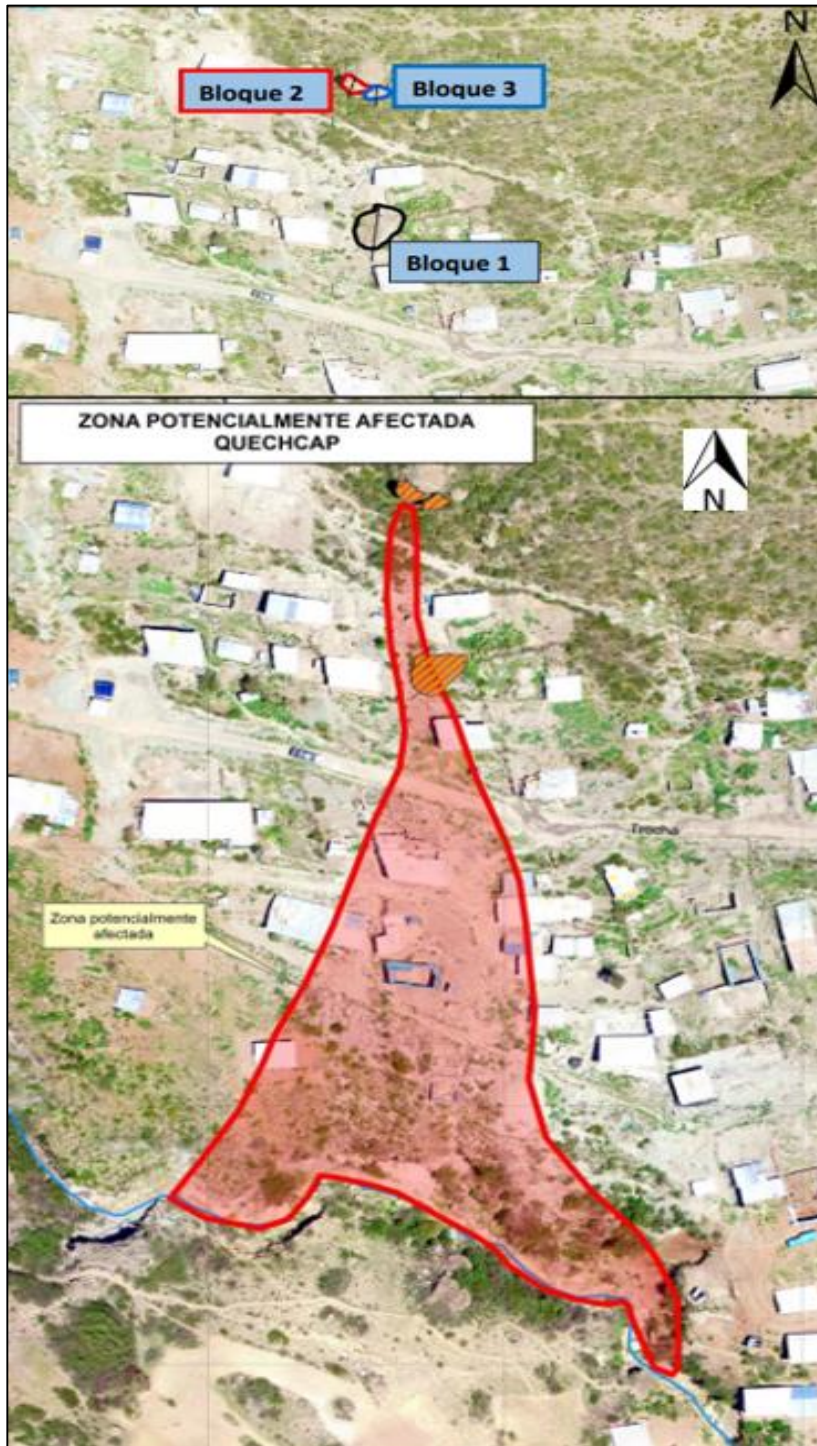 N
Bloque 2
Bloque 3
Bloque 1
ZONA POTENCIALMENTE AFECTADA
QUECHCAP
N
Trocha
Zona potencialmente
afectada